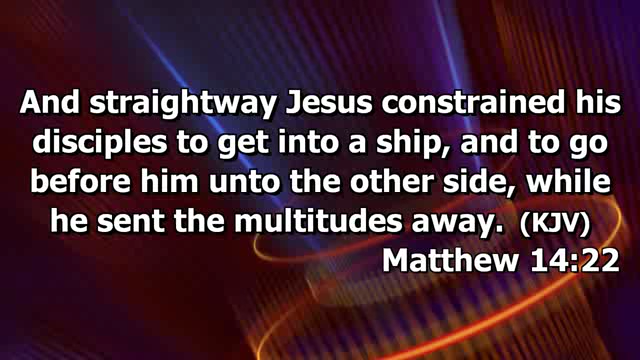 And straightway Jesus constrained his
disciples to get into a ship, and to go
before him unto the other side, while
he sent the multitudes away. (KJV)
Matthew 14:22